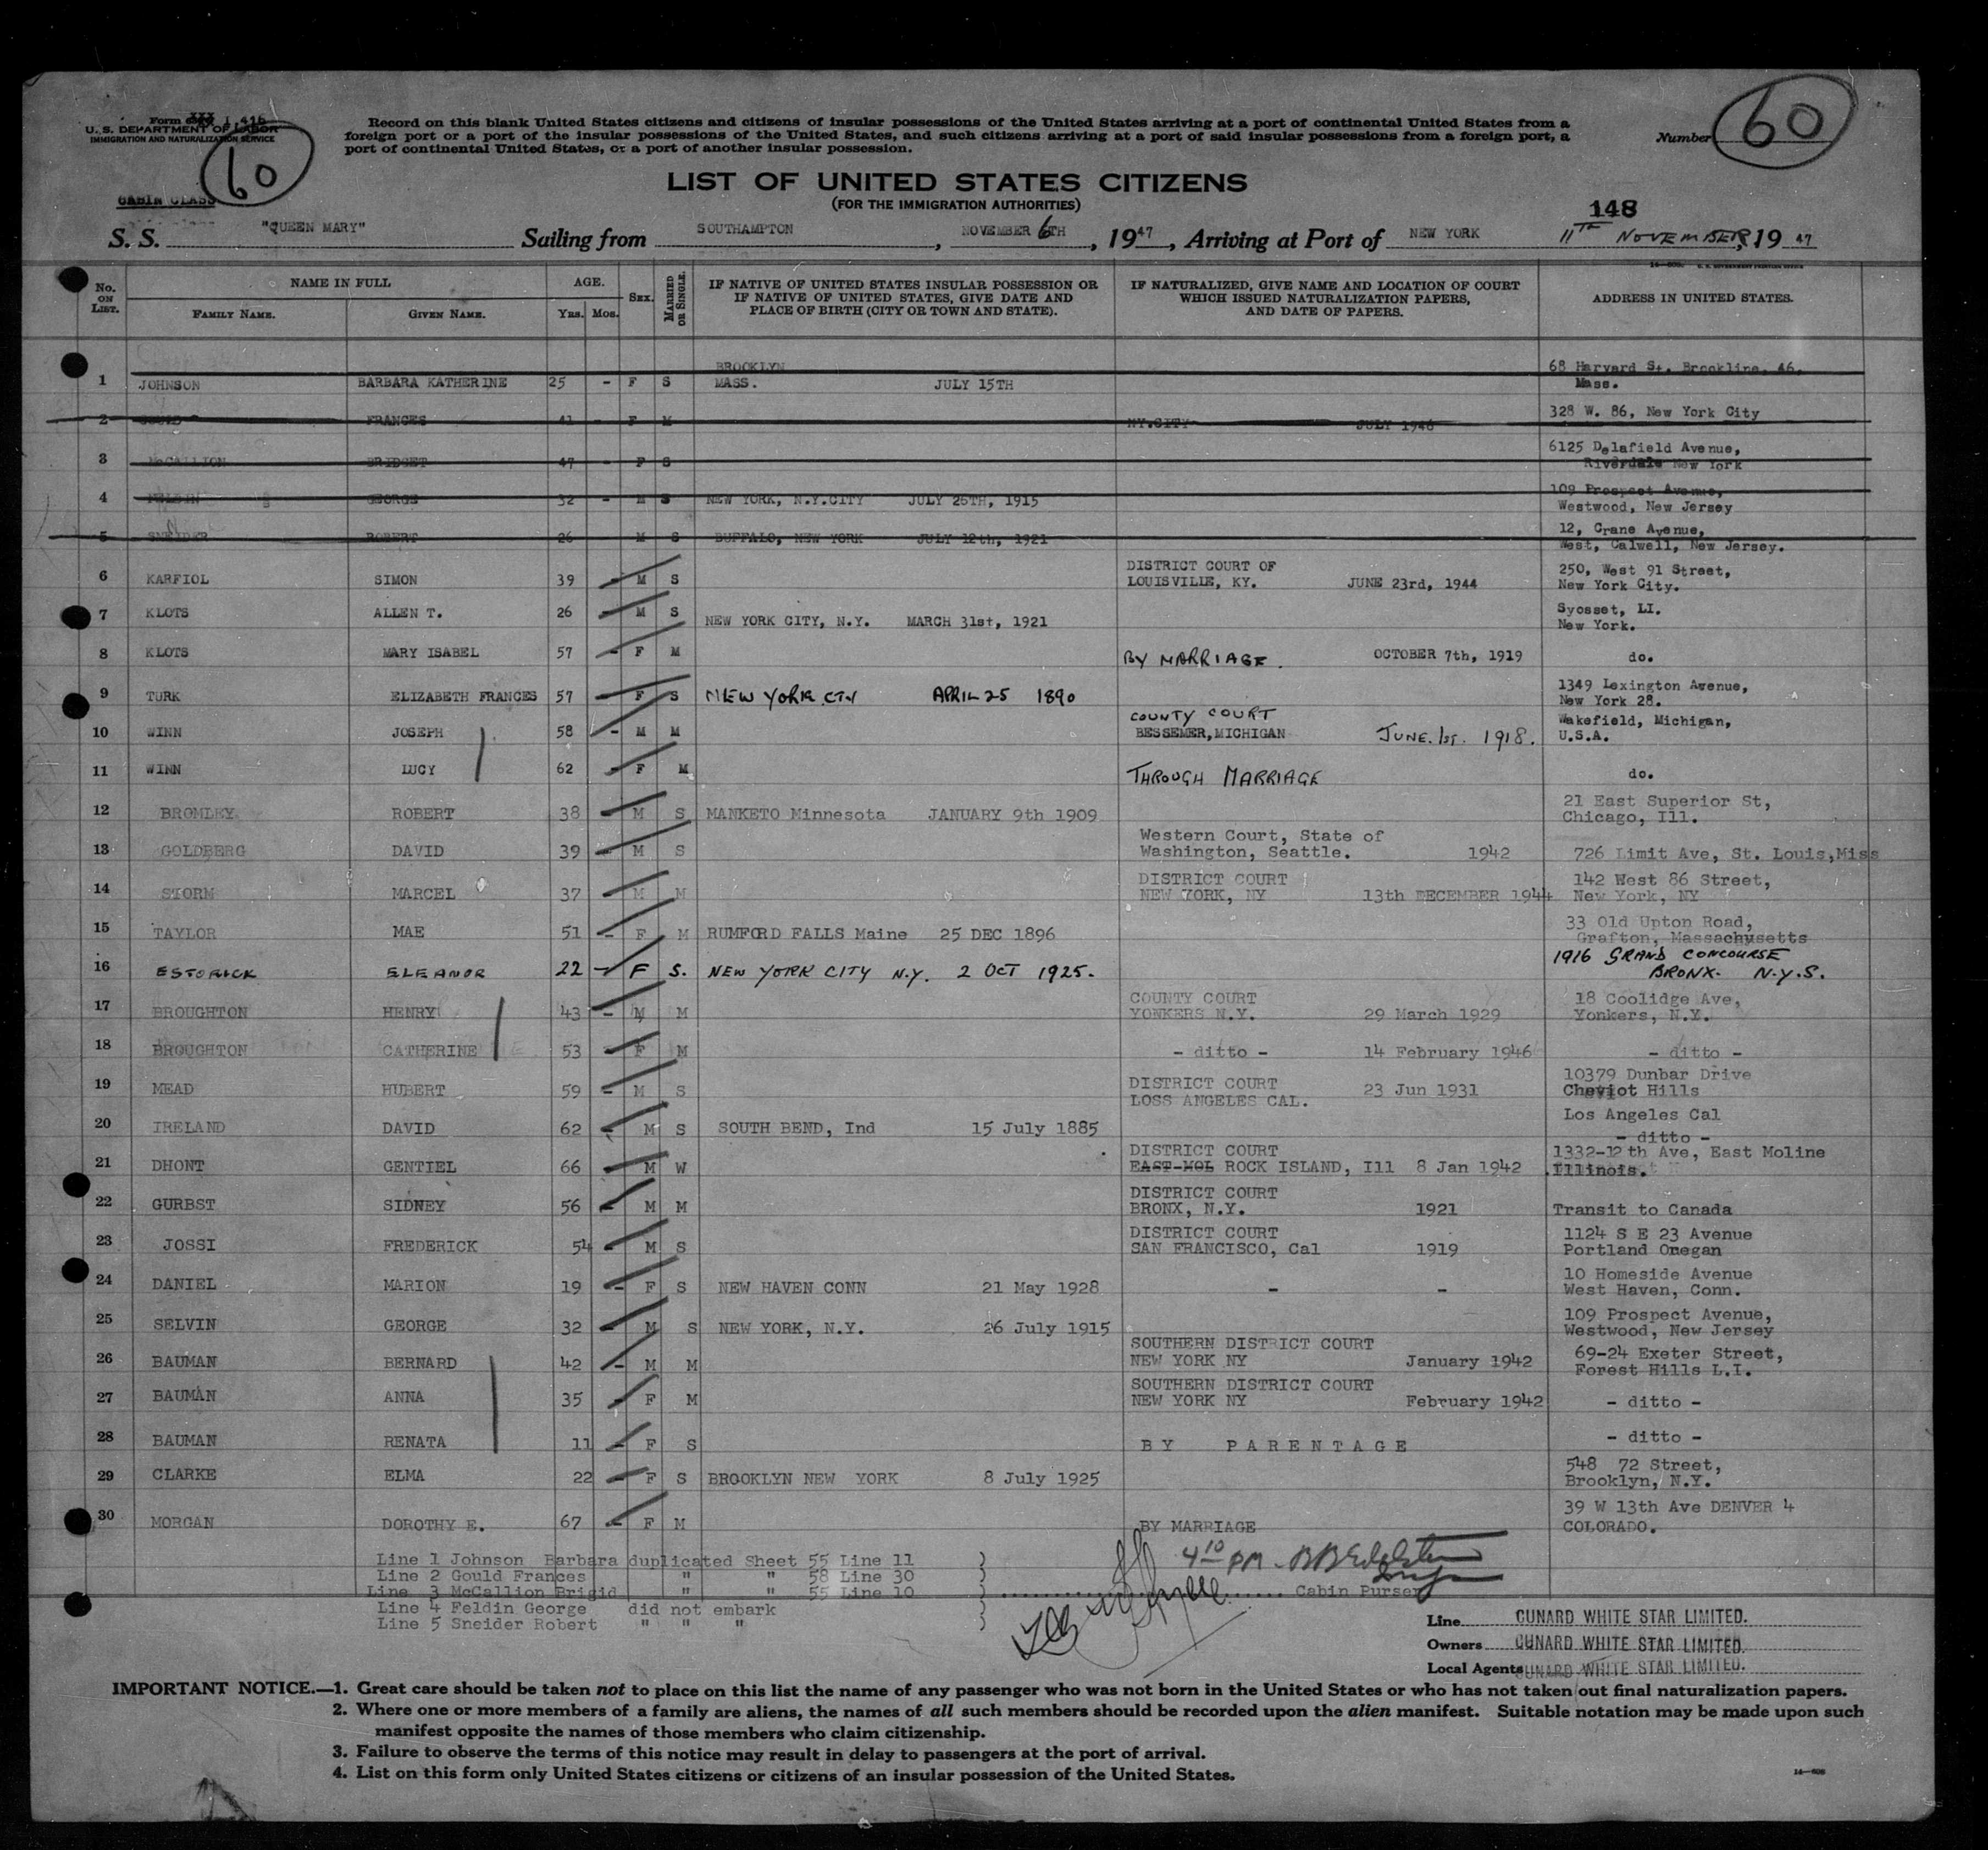 Form XXX I 416
U. S. DEPARTMENT OF LABOR
IMMIGRATION AND NATURALIZATION SERVICE
60
Record on this blank United States citizens and citizens of insular possessions of the United States arriving at a port of continental United States from a
foreign port or a port of the insular possessions of the United States, and such citizens arriving at a port of said insular possessions from a foreign port, a
port of continental United States, or a port of another insular possession.
Number 60
LIST OF UNITED STATES CITIZENS
(FOR THE IMMIGRATION AUTHORITIES)
CABIN CLASS
148
S. S. "QUEEN MARY" Sailing from SOUTHAMPTON, NOVEMBER 6TH, 1947, Arriving at Port of NEW YORK 11TH NOVEMBER, 1947
No. ON LIST.
NAME IN FULL
FAMILY NAME. GIVEN NAME.
AGE.
YRS. MOS.
SEX.
MARRIED OR SINGLE.
IF NATIVE OF UNITED STATES INSULAR POSSESSION OR
IF NATIVE OF UNITED STATES, GIVE DATE AND
PLACE OF BIRTH (CITY OR TOWN AND STATE).
IF NATURALIZED, GIVE NAME AND LOCATION OF COURT
WHICH ISSUED NATURALIZATION PAPERS,
AND DATE OF PAPERS.
ADDRESS IN UNITED STATES.
BROOKLYN 68 Harvard St. Brookline, 46,
1 JOHNSON BARBARA KATHERINE 25 - F S MASS. JULY 15TH Mass.
2 FRANCES 41 - F M NY.CITY JULY 1946 328 W. 86, New York City
3 McCALLION BRIDGET 47 - F S 6125 Delafield Avenue,
Riverdale New York
4 FELDIN GEORGE 32 - M S NEW YORK, N.Y.CITY JULY 26TH, 1915 109 Prospect Avenue,
Westwood, New Jersey
5 SNEIDER ROBERT 26 M S BUFFALO, NEW YORK JULY 12th, 1921 12, Crane Avenue,
West, Calwell, New Jersey.
6 KARFIOL SIMON 39 - M S DISTRICT COURT OF
LOUISVILLE, KY. JUNE 23rd, 1944 250, West 91 Street,
New York City.
7 KLOTS ALLEN T. 26 - M S NEW YORK CITY, N.Y. MARCH 31st, 1921 Syosset, LI.
New York.
8 KLOTS MARY ISABEL 57 - F M BY MARRIAGE. OCTOBER 7th, 1919 do.
9 TURK ELIZABETH FRANCES 57 - F S NEW YORK CTY APRIL 25 1890 1349 Lexington Avenue,
New York 28.
10 WINN JOSEPH 58 - M M COUNTY COURT
BESSEMER, MICHIGAN JUNE. 1ST. 1918. Wakefield, Michigan,
U.S.A.
11 WINN LUCY 62 - F M THROUGH MARRIAGE do.
12 BROMLEY ROBERT 38 - M S MANKETO Minnesota JANUARY 9th 1909 21 East Superior St,
Chicago, Ill.
13 GOLDBERG DAVID 39 - M S Western Court, State of
Washington, Seattle. 1942 726 Limit Ave, St. Louis,Miss
14 STORM MARCEL 37 - M M DISTRICT COURT
NEW YORK, NY 13th DECEMBER 1944 142 West 86 Street,
New York, NY
15 TAYLOR MAE 51 - F M RUMFORD FALLS Maine 25 DEC 1896 33 Old Upton Road,
Grafton, Massachusetts
16 ESTORICK ELEANOR 22 - F S. NEW YORK CITY N.Y. 2 OCT 1925. 1916 GRAND CONCOURSE
BRONX. N.Y.S.
17 BROUGHTON HENRY 43 - M M COUNTY COURT
YONKERS N.Y. 29 March 1929 18 Coolidge Ave,
Yonkers, N.Y.
18 BROUGHTON CATHERINE 53 - F M - ditto - 14 February 1946 - ditto -
19 MEAD HUBERT 59 - M S DISTRICT COURT
LOSS ANGELES CAL. 23 Jun 1931 10379 Dunbar Drive
Cheviot Hills
Los Angeles Cal
20 IRELAND DAVID 62 - M S SOUTH BEND, Ind 15 July 1885 - ditto -
21 DHONT GENTIEL 66 - M W DISTRICT COURT
EAST-MOL ROCK ISLAND, Ill 8 Jan 1942 1332-12th Ave, East Moline
Illinois.
22 GURBST SIDNEY 56 - M M DISTRICT COURT
BRONX, N.Y. 1921 Transit to Canada
23 JOSSI FREDERICK 54 - M S DISTRICT COURT
SAN FRANCISCO, Cal 1919 1124 S E 23 Avenue
Portland Oregan
24 DANIEL MARION 19 - F S NEW HAVEN CONN 21 May 1928 - - 10 Homeside Avenue
West Haven, Conn.
25 SELVIN GEORGE 32 - M S NEW YORK, N.Y. 26 July 1915 109 Prospect Avenue,
Westwood, New Jersey
26 BAUMAN BERNARD 42 - M M SOUTHERN DISTRICT COURT
NEW YORK NY January 1942 69-24 Exeter Street,
Forest Hills L.I.
27 BAUMAN ANNA 35 - F M SOUTHERN DISTRICT COURT
NEW YORK NY February 1942 - ditto -
28 BAUMAN RENATA 11 - F S BY PARENTAGE - ditto -
29 CLARKE ELMA 22 - F S BROOKLYN NEW YORK 8 July 1925 548 72 Street,
Brooklyn, N.Y.
30 MORGAN DOROTHY E. 67 - F M BY MARRIAGE 39 W 13th Ave DENVER 4
COLORADO.
Line 1 Johnson Barbara duplicated Sheet 55 Line 11 )
Line 2 Gould Frances " " 58 Line 30 )
Line 3 McCallion Brigid " " 55 Line 10 )
Line 4 Feldin George did not embark )
Line 5 Sneider Robert " " " )
4 10 PM
Cabin Purser
Line CUNARD WHITE STAR LIMITED.
Owners CUNARD WHITE STAR LIMITED.
Local Agents CUNARD WHITE STAR LIMITED.
IMPORTANT NOTICE.—1. Great care should be taken not to place on this list the name of any passenger who was not born in the United States or who has not taken out final naturalization papers.
2. Where one or more members of a family are aliens, the names of all such members should be recorded upon the alien manifest. Suitable notation may be made upon such
manifest opposite the names of those members who claim citizenship.
3. Failure to observe the terms of this notice may result in delay to passengers at the port of arrival.
4. List on this form only United States citizens or citizens of an insular possession of the United States.